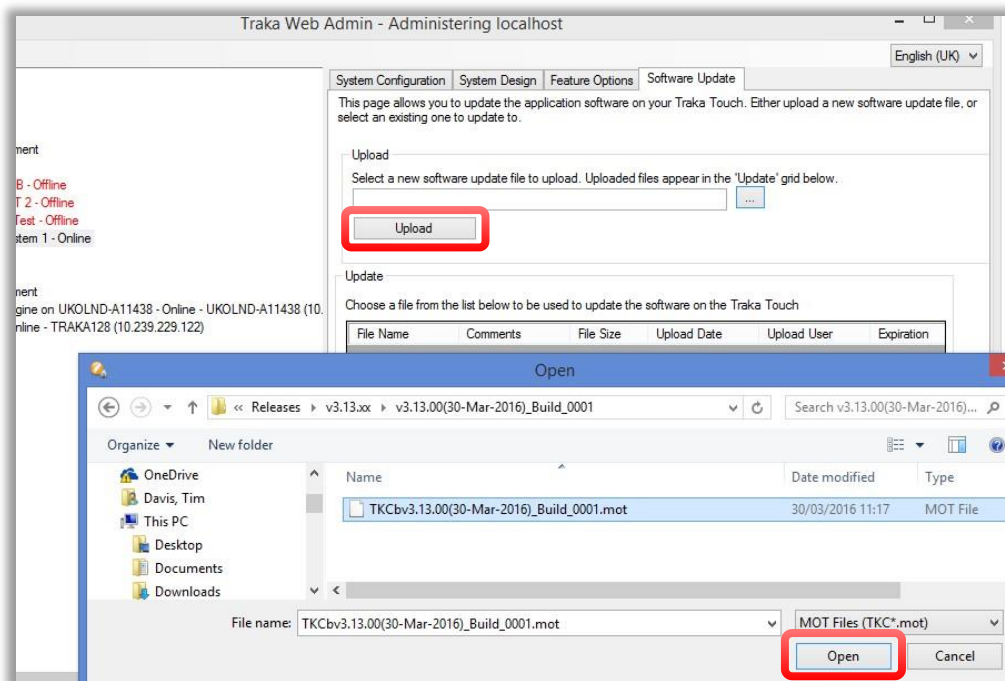 Traka Web Admin - Administering localhost
English (UK)
System Configuration System Design Feature Options Software Update
This page allows you to update the application software on your Traka Touch. Either upload a new software update file, or
select an existing one to update to.
ment
Upload
Select a new software update file to upload. Uploaded files appear in the 'Update' grid below.
B - Offline
T 2 - Offline
...
Test - Offline
Upload
stem 1 - Online
Update
ment
Choose a file from the list below to be used to update the software on the Traka Touch
gine on UKOLND-A11438 - Online - UKOLND-A11438 (10.
nline - TRAKA128 (10.239.229.122)
File Name Comments File Size Upload Date Upload User Expiration
Open
« Releases v3.13.xx v3.13.00(30-Mar-2016)_Build_0001
Search v3.13.00(30-Mar-2016)...
Organize New folder
OneDrive
Davis, Tim
This PC
Desktop
Documents
Downloads
Name Date modified Type
TKCbv3.13.00(30-Mar-2016)_Build_0001.mot 30/03/2016 11:17 MOT File
File name: TKCbv3.13.00(30-Mar-2016)_Build_0001.mot MOT Files (TKC*.mot)
Open Cancel